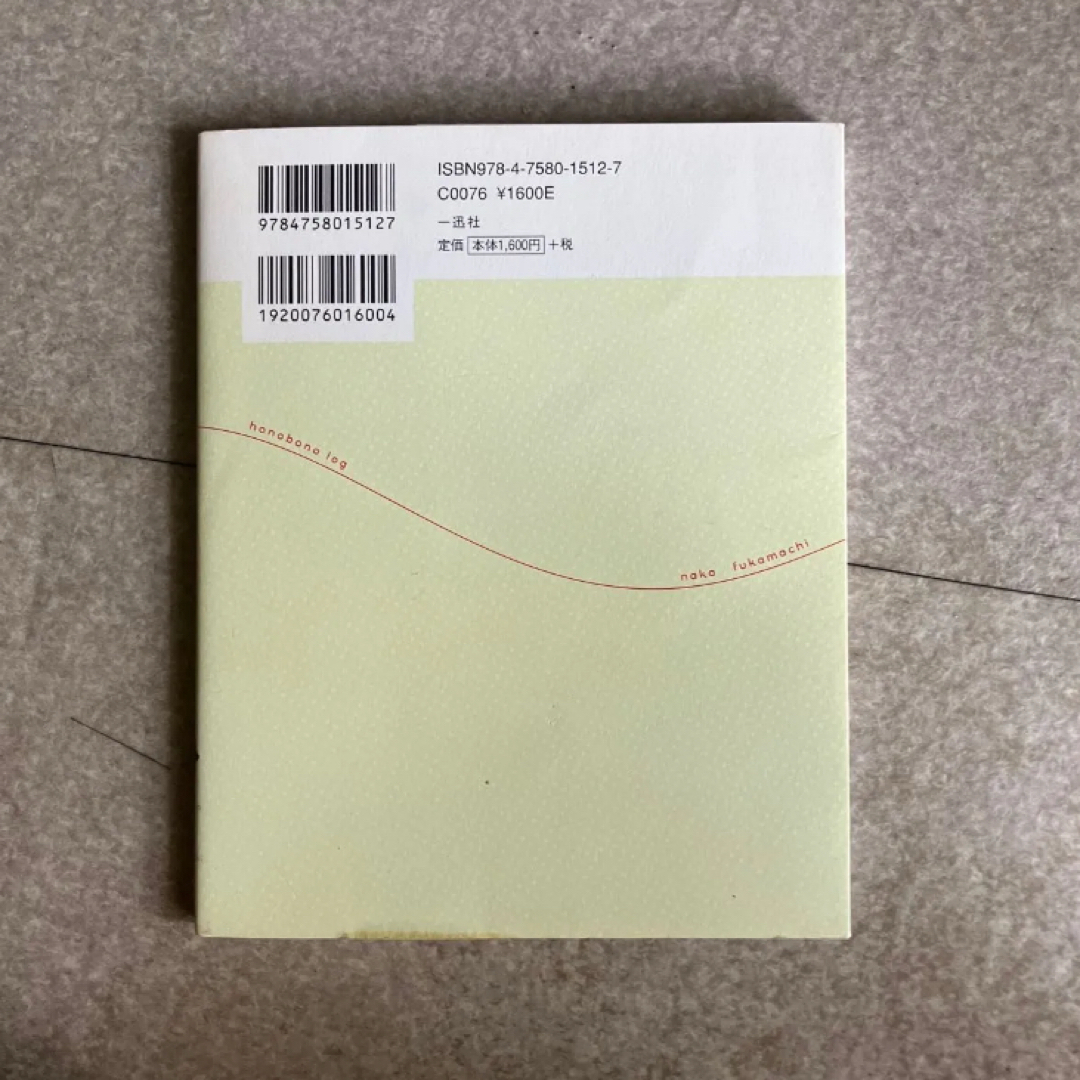 ISBN978-4-7580-1512-7
C0076 ¥1600E
一迅社
定価 本体1,600円 +税
9784758015127
1920076016004
honobono log
naka fukamachi